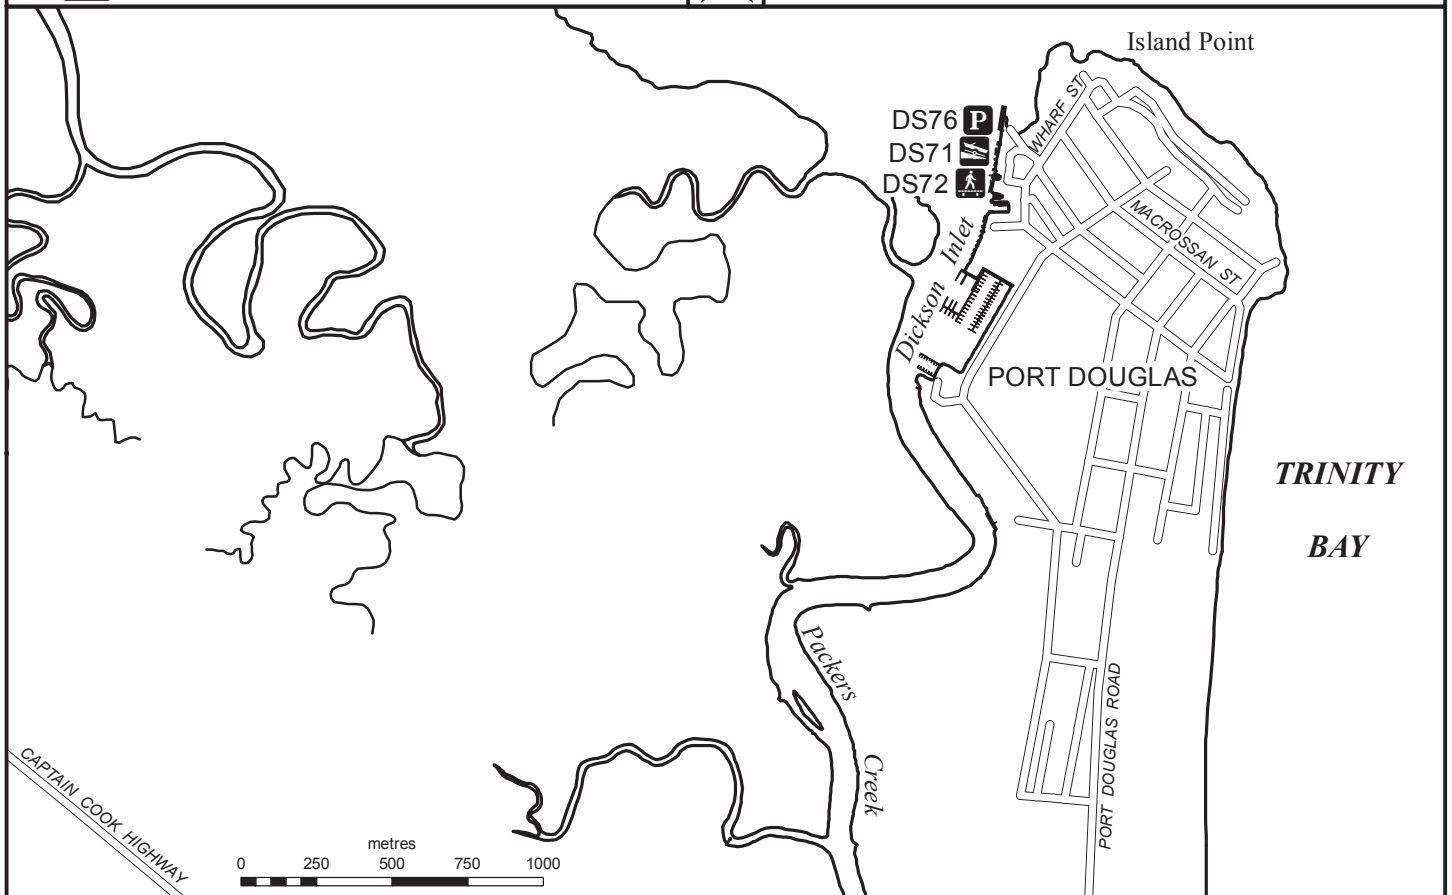 Island Point
WHARF ST
DS76 P
DS71
DS72
MACROSSAN ST
Dickson Inlet
PORT DOUGLAS
TRINITY
BAY
Packers Creek
PORT DOUGLAS ROAD
CAPTAIN COOK HIGHWAY
metres
0 250 500 750 1000